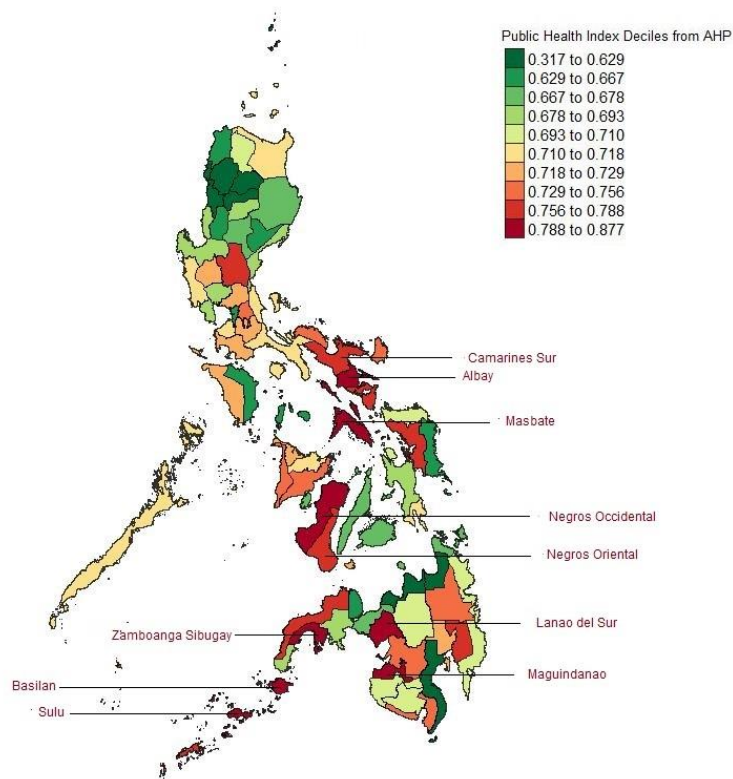 Public Health Index Deciles from AHP
0.317 to 0.629
0.629 to 0.667
0.667 to 0.678
0.678 to 0.693
0.693 to 0.710
0.710 to 0.718
0.718 to 0.729
0.729 to 0.756
0.756 to 0.788
0.788 to 0.877
Camarines Sur
Albay
Masbate
Negros Occidental
Negros Oriental
Lanao del Sur
Zamboanga Sibugay
Maguindanao
Basilan
Sulu